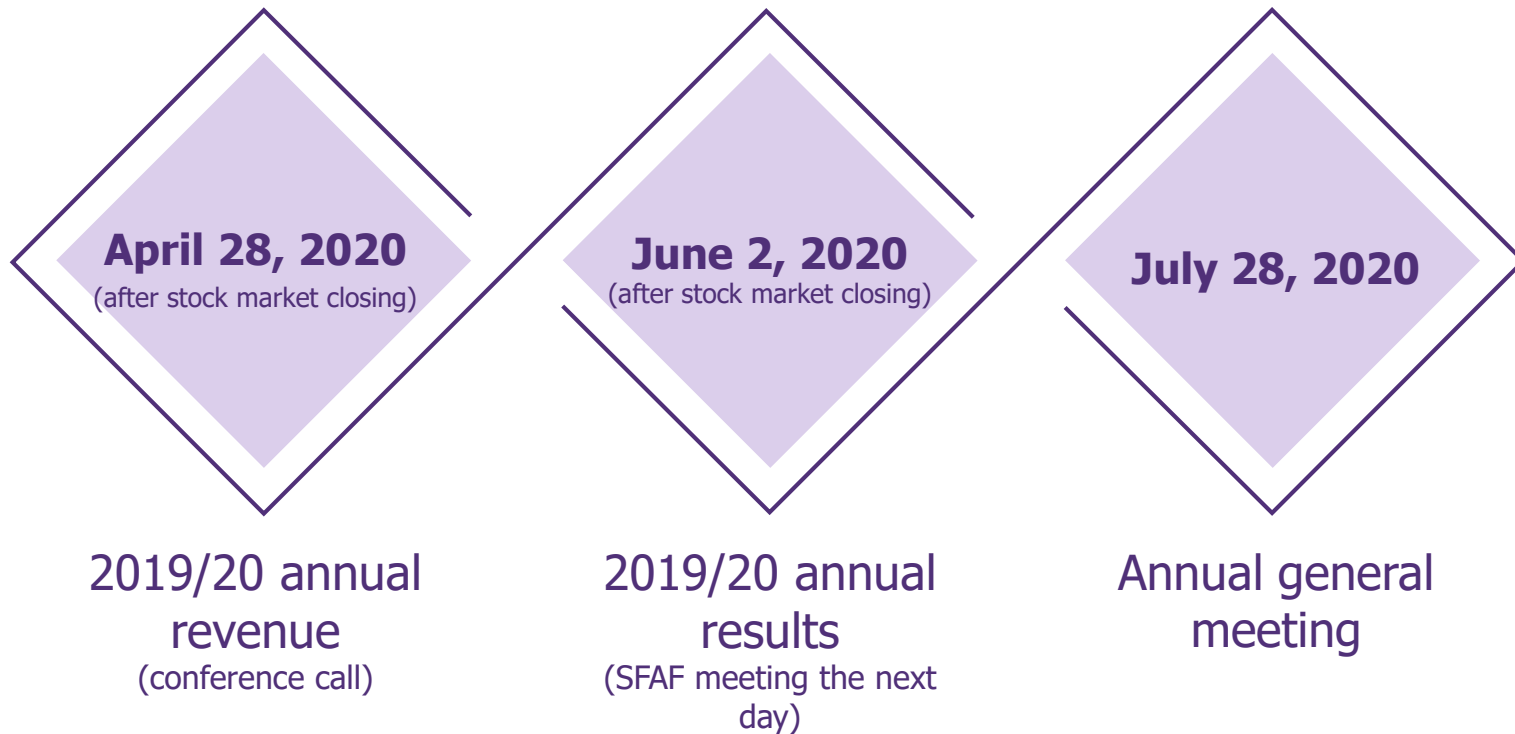 April 28, 2020
(after stock market closing)
2019/20 annual
revenue
(conference call)
June 2, 2020
(after stock market closing)
2019/20 annual
results
(SFAF meeting the next
day)
July 28, 2020
Annual general
meeting